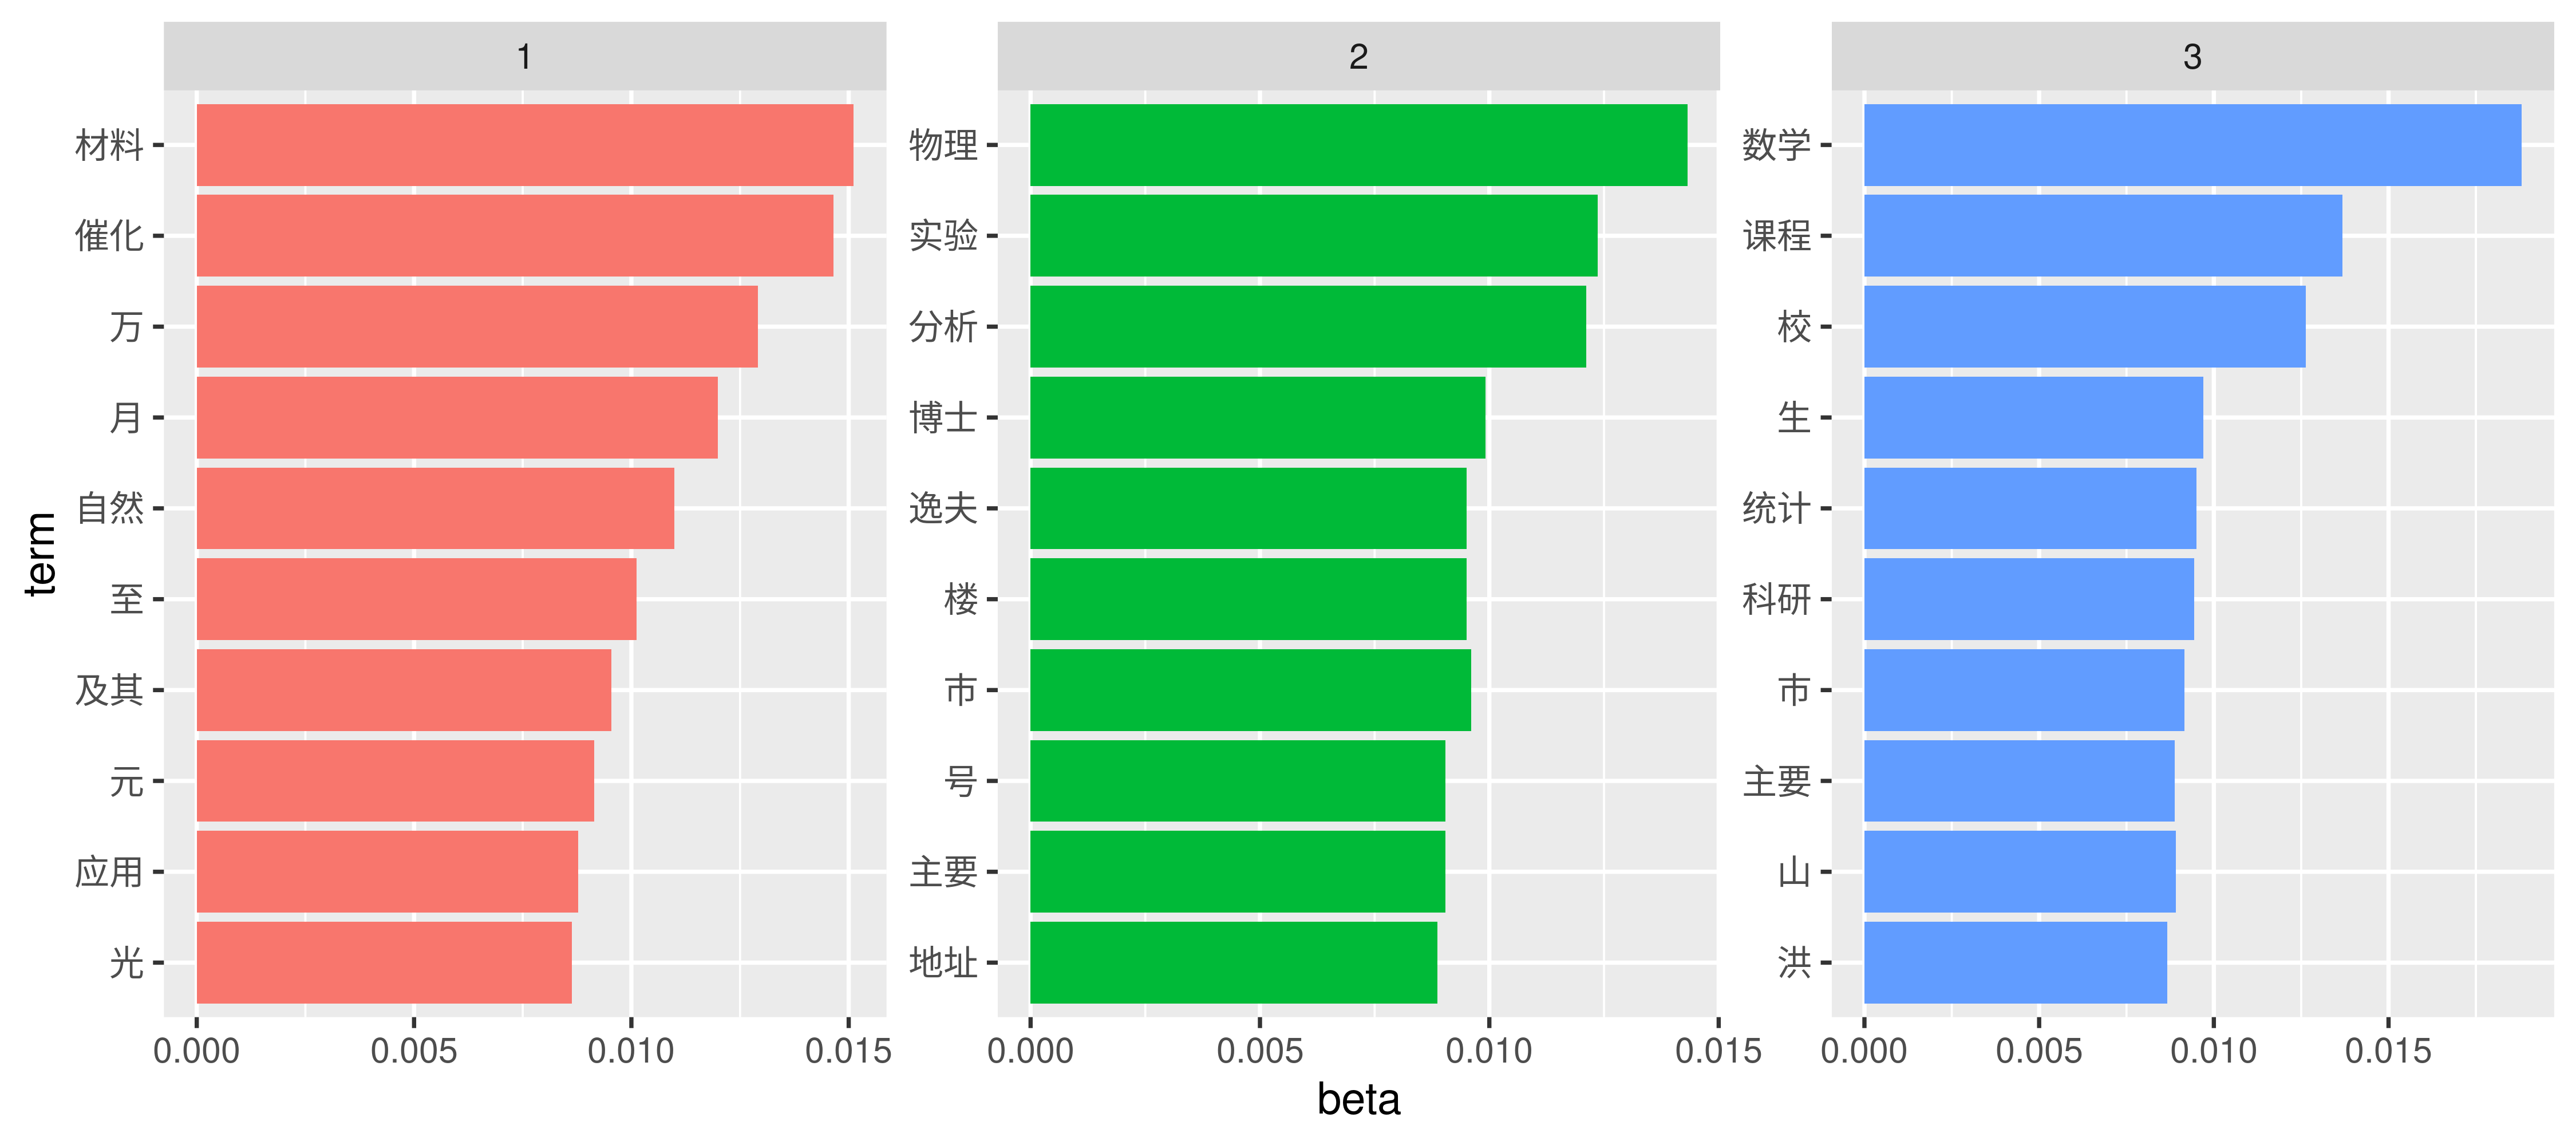 1
2
3
term
材料
催化
万
月
自然
至
及其
元
应用
光
0.000
0.005
0.010
0.015
物理
实验
分析
博士
逸夫
楼
市
号
主要
地址
0.000
0.005
0.010
0.015
数学
课程
校
生
统计
科研
市
主要
山
洪
0.000
0.005
0.010
0.015
beta